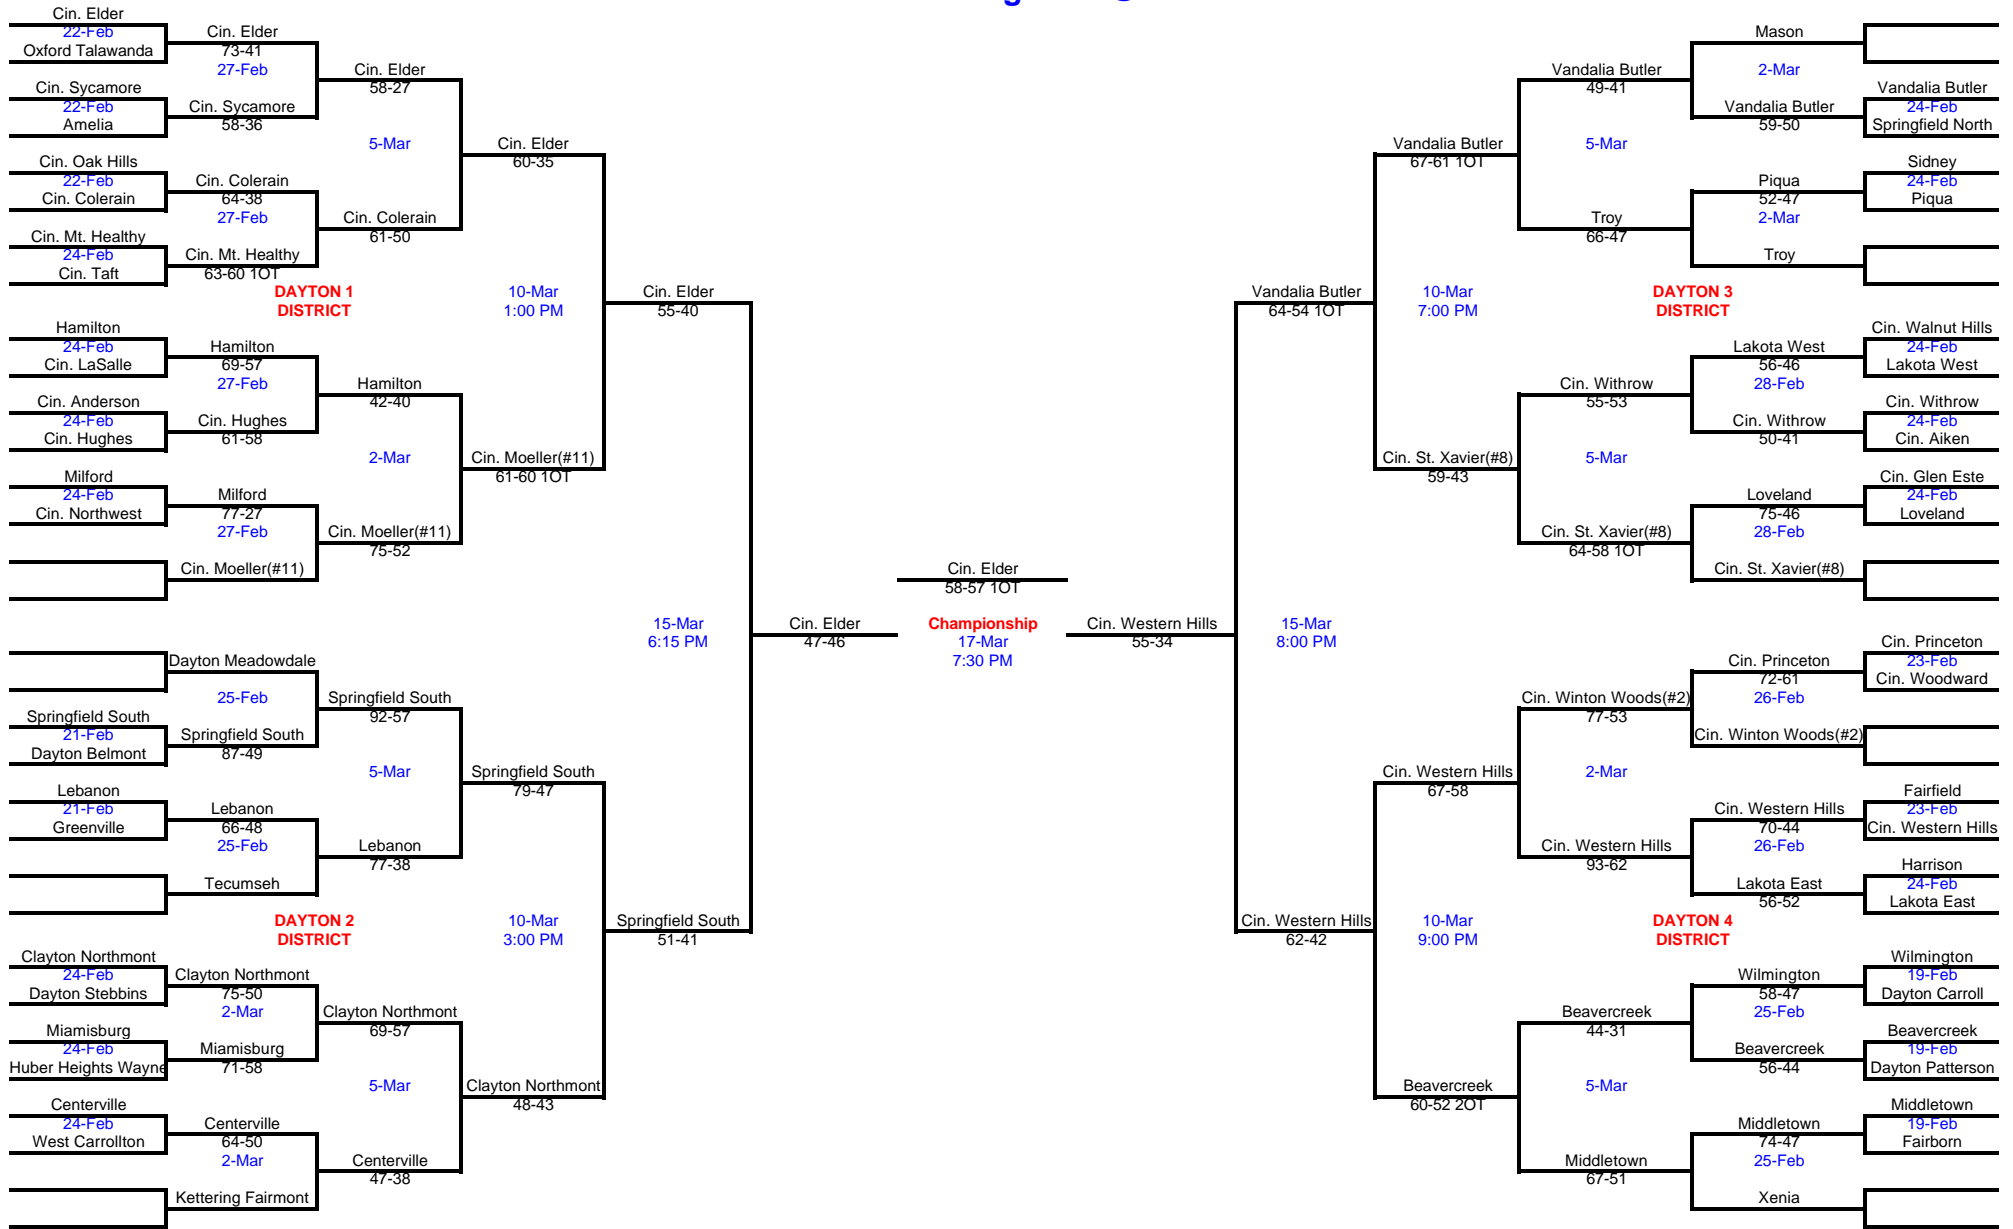 Cin. Elder
22-Feb
Oxford Talawanda
Cin. Sycamore
22-Feb
Amelia
Cin. Oak Hills
22-Feb
Cin. Colerain
Cin. Mt. Healthy
24-Feb
Cin. Taft
Hamilton
24-Feb
Cin. LaSalle
Cin. Anderson
24-Feb
Cin. Hughes
Milford
24-Feb
Cin. Northwest
Springfield South
21-Feb
Dayton Belmont
Lebanon
21-Feb
Greenville
Clayton Northmont
24-Feb
Dayton Stebbins
Miamisburg
24-Feb
Huber Heights Wayne
Centerville
24-Feb
West Carrollton
Cin. Elder
73-41
27-Feb
Cin. Sycamore
58-36
Cin. Colerain
64-38
27-Feb
Cin. Mt. Healthy
63-60 1OT
DAYTON 1
DISTRICT
Hamilton
69-57
27-Feb
Cin. Hughes
61-58
Milford
77-27
27-Feb
Cin. Moeller(#11)
Dayton Meadowdale
25-Feb
Springfield South
87-49
Lebanon
66-48
25-Feb
Tecumseh
DAYTON 2
DISTRICT
Clayton Northmont
75-50
2-Mar
Miamisburg
71-58
Centerville
64-50
2-Mar
Kettering Fairmont
Cin. Elder
58-27
5-Mar
Cin. Colerain
61-50
Hamilton
42-40
2-Mar
Cin. Moeller(#11)
75-52
Springfield South
92-57
5-Mar
Lebanon
77-38
Clayton Northmont
69-57
5-Mar
Centerville
47-38
Cin. Elder
60-35
10-Mar
1:00 PM
Cin. Moeller(#11)
61-60 1OT
Springfield South
79-47
10-Mar
3:00 PM
Clayton Northmont
48-43
Cin. Elder
55-40
15-Mar
6:15 PM
Springfield South
51-41
Cin. Elder
47-46
Cin. Elder
58-57 1OT
Championship
17-Mar
7:30 PM
Cin. Western Hills
55-34
Vandalia Butler
64-54 1OT
15-Mar
8:00 PM
Cin. Western Hills
62-42
Vandalia Butler
67-61 1OT
10-Mar
7:00 PM
Cin. St. Xavier(#8)
59-43
Cin. Western Hills
67-58
10-Mar
9:00 PM
Beavercreek
60-52 2OT
Vandalia Butler
49-41
5-Mar
Troy
66-47
Cin. Withrow
55-53
5-Mar
Cin. St. Xavier(#8)
64-58 1OT
Cin. Winton Woods(#2)
77-53
2-Mar
Cin. Western Hills
93-62
Beavercreek
44-31
5-Mar
Middletown
67-51
Mason
2-Mar
Vandalia Butler
59-50
Piqua
52-47
2-Mar
Troy
DAYTON 3
DISTRICT
Lakota West
56-46
28-Feb
Cin. Withrow
50-41
Loveland
75-46
28-Feb
Cin. St. Xavier(#8)
Cin. Princeton
72-61
26-Feb
Cin. Winton Woods(#2)
Cin. Western Hills
70-44
26-Feb
Lakota East
56-52
DAYTON 4
DISTRICT
Wilmington
58-47
25-Feb
Beavercreek
56-44
Middletown
74-47
25-Feb
Xenia
Vandalia Butler
24-Feb
Springfield North
Sidney
24-Feb
Piqua
Cin. Walnut Hills
24-Feb
Lakota West
Cin. Withrow
24-Feb
Cin. Aiken
Cin. Glen Este
24-Feb
Loveland
Cin. Princeton
23-Feb
Cin. Woodward
Fairfield
23-Feb
Cin. Western Hills
Harrison
24-Feb
Lakota East
Wilmington
19-Feb
Dayton Carroll
Beavercreek
19-Feb
Dayton Patterson
Middletown
19-Feb
Fairborn